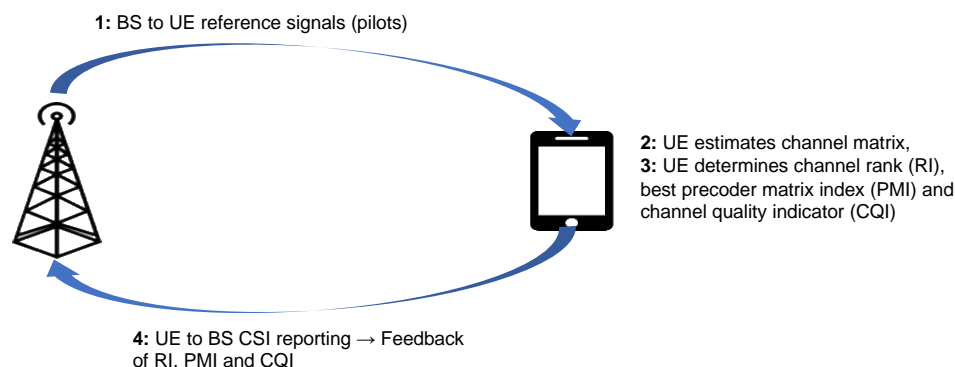 1: BS to UE reference signals (pilots)
2: UE estimates channel matrix,
3: UE determines channel rank (RI),
best precoder matrix index (PMI) and
channel quality indicator (CQI)
4: UE to BS CSI reporting → Feedback
of RI, PMI and CQI